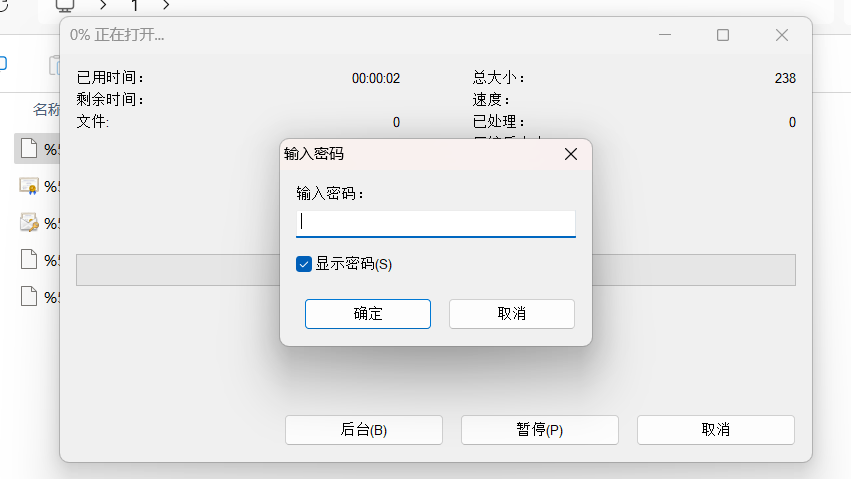 1
0% 正在打开...
已用时间：
00:00:02
总大小：
238
剩余时间：
速度：
文件:
0
已处理：
0
名称
输入密码
输入密码：
显示密码(S)
确定
取消
后台(B)
暂停(P)
取消
%5
%5
%5
%5
%5